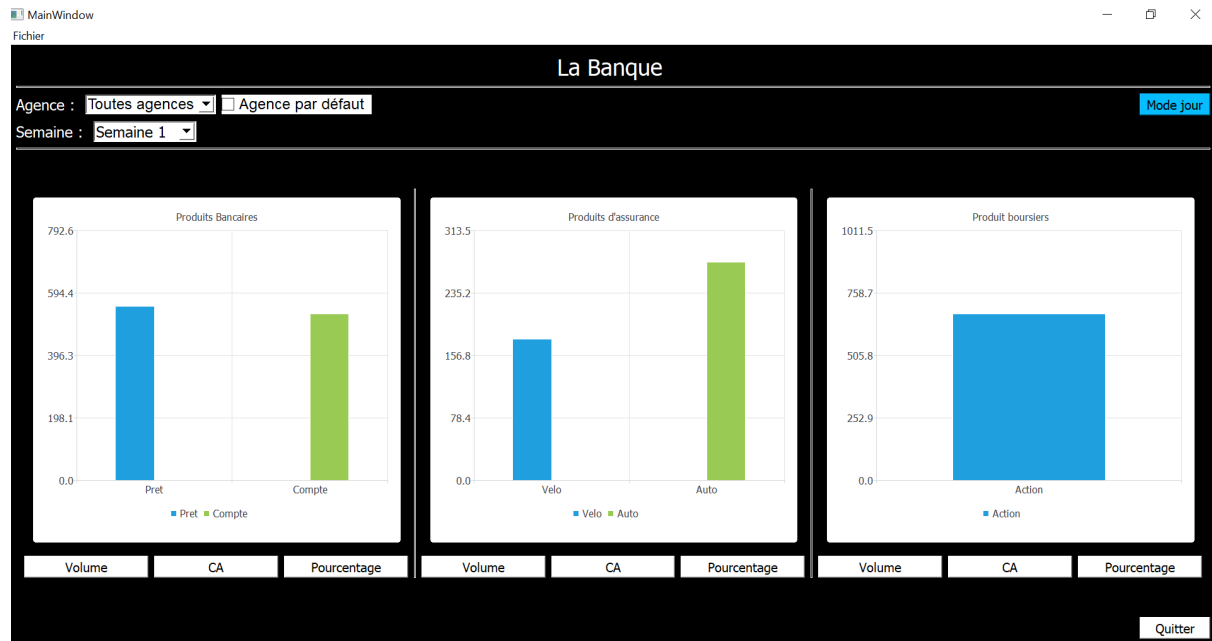 MainWindow
Fichier
La Banque
Agence : Toutes agences Agence par défaut Mode jour
Semaine : Semaine 1
Produits Bancaires
792.6
594.4
396.3
198.1
0.0
Pret Compte
Pret Compte
Volume CA Pourcentage
Produits d'assurance
313.5
235.2
156.8
78.4
0.0
Velo Auto
Velo Auto
Volume CA Pourcentage
Produit boursiers
1011.5
758.7
505.8
252.9
0.0
Action
Action
Volume CA Pourcentage
Quitter